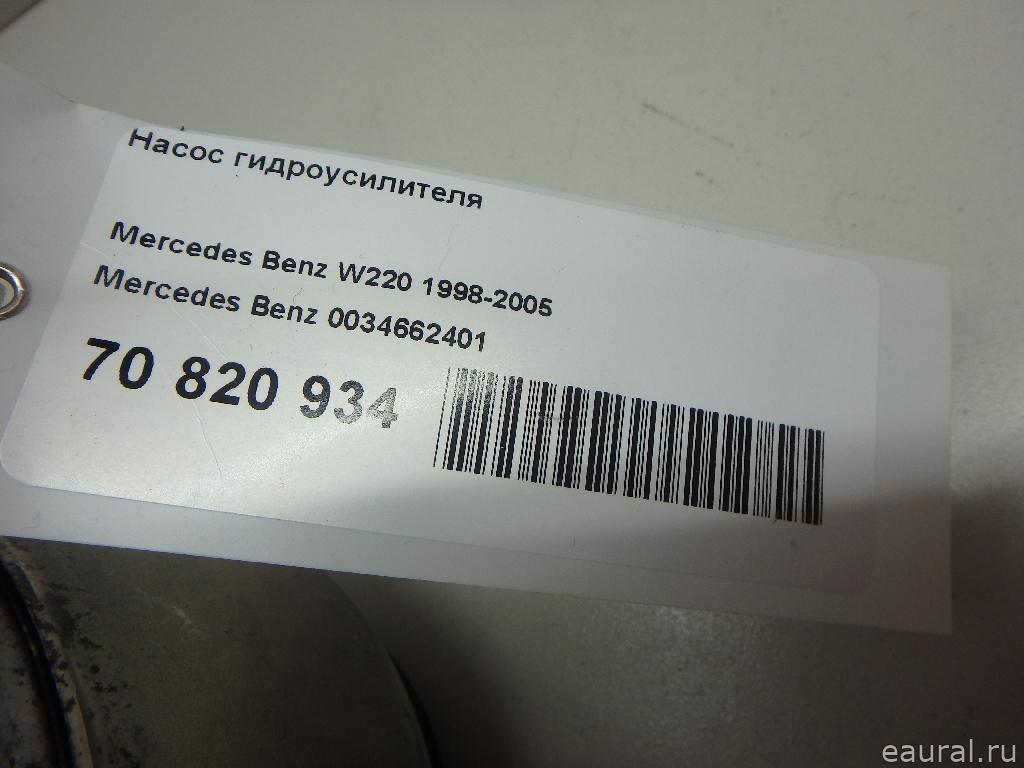 Насос гидроусилителя
Mercedes Benz W220 1998-2005
Mercedes Benz 0034662401
70 820 934
eaural.ru